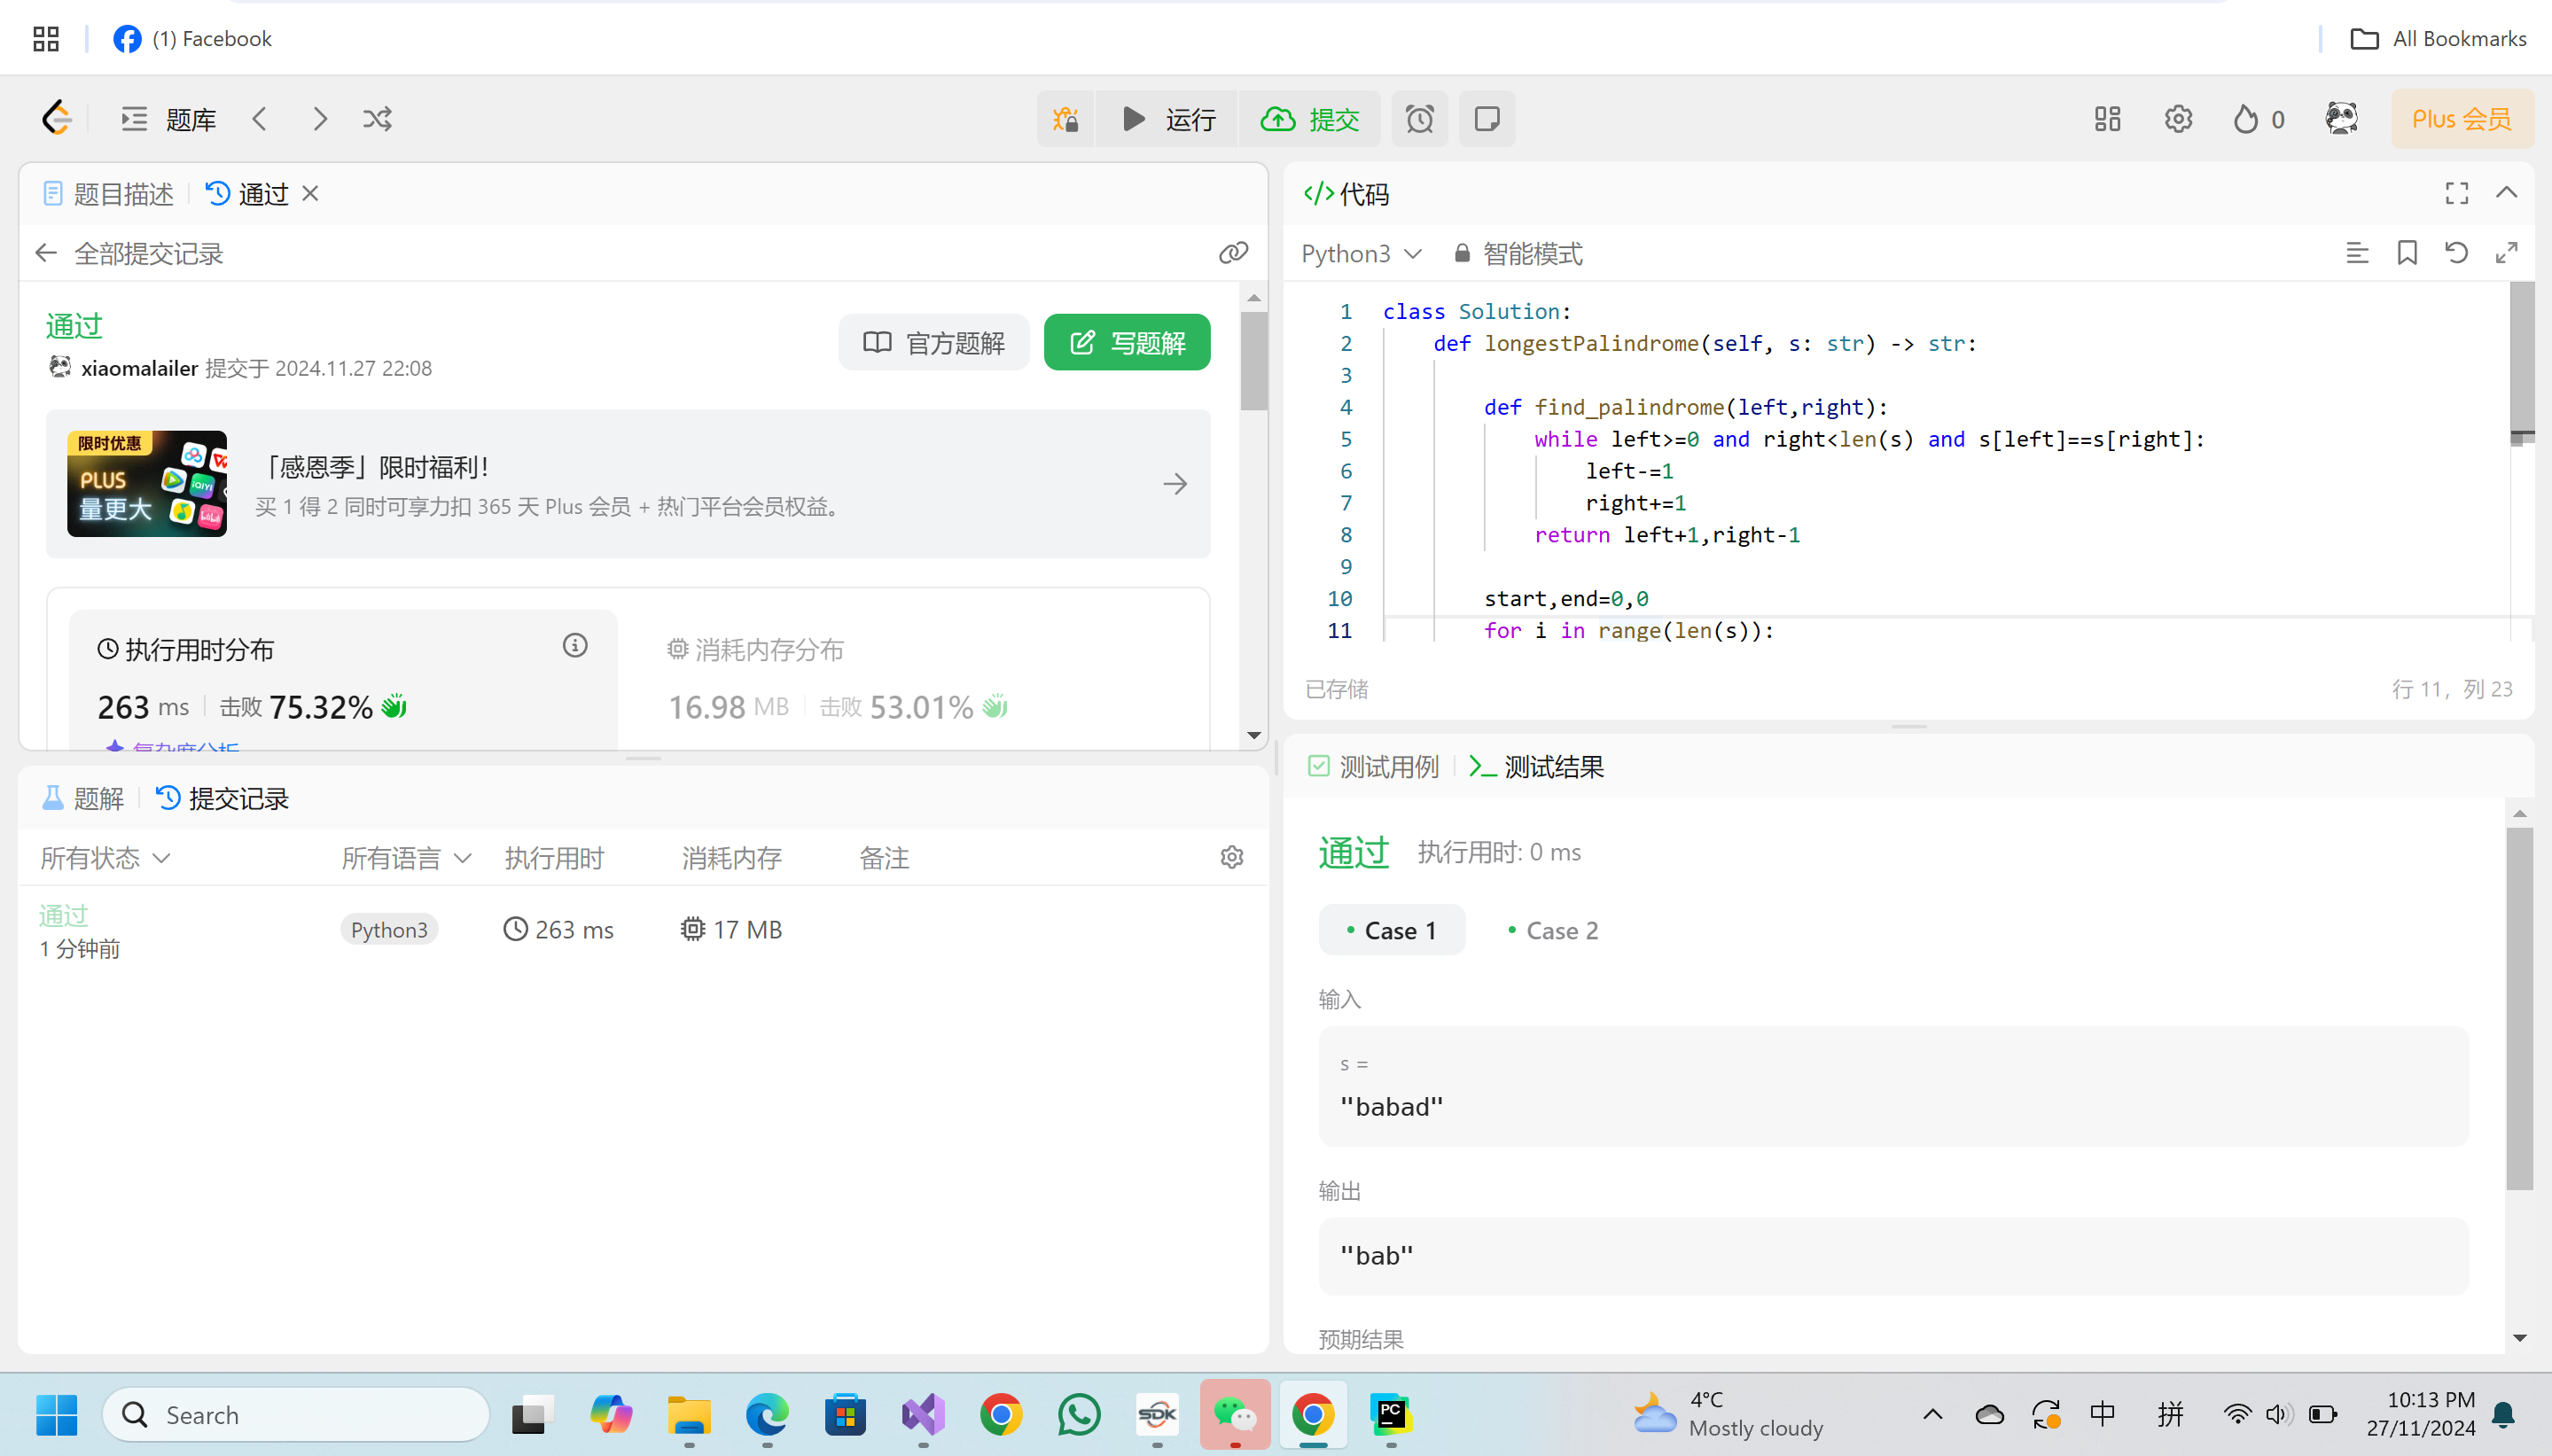 (1) Facebook
All Bookmarks
题库
运行
提交
0
Plus 会员
题目描述
通过
全部提交记录
通过
xiaomalailer 提交于 2024.11.27 22:08
官方题解
写题解
限时优惠
PLUS
量更大
「感恩季」限时福利!
买 1 得 2 同时可享力扣 365 天 Plus 会员 + 热门平台会员权益。
执行用时分布
263 ms 击败 75.32%
复杂度分析
消耗内存分布
16.98 MB 击败 53.01%
题解
提交记录
所有状态 所有语言 执行用时 消耗内存 备注
通过
1 分钟前
Python3 263 ms 17 MB
代码
Python3 智能模式
1 class Solution:
2 def longestPalindrome(self, s: str) -> str:
3
4 def find_palindrome(left,right):
5 while left>=0 and right<len(s) and s[left]==s[right]:
6 left-=1
7 right+=1
8 return left+1,right-1
9
10 start,end=0,0
11 for i in range(len(s)):
已存储
行 11, 列 23
测试用例
测试结果
通过 执行用时: 0 ms
Case 1 Case 2
输入
s =
"babad"
输出
"bab"
预期结果
Search
SDK
PC
4°C
Mostly cloudy
中
拼
10:13 PM
27/11/2024